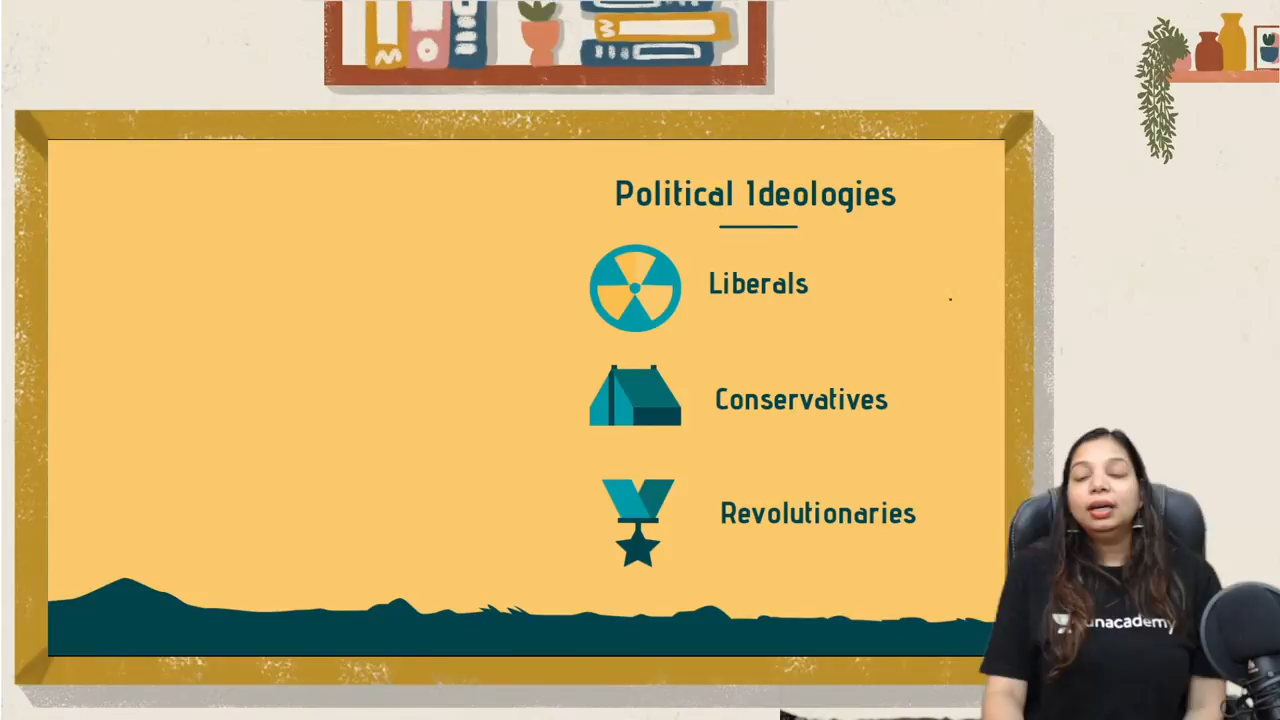 Political Ideologies
Liberals
Conservatives
Revolutionaries
unacademy